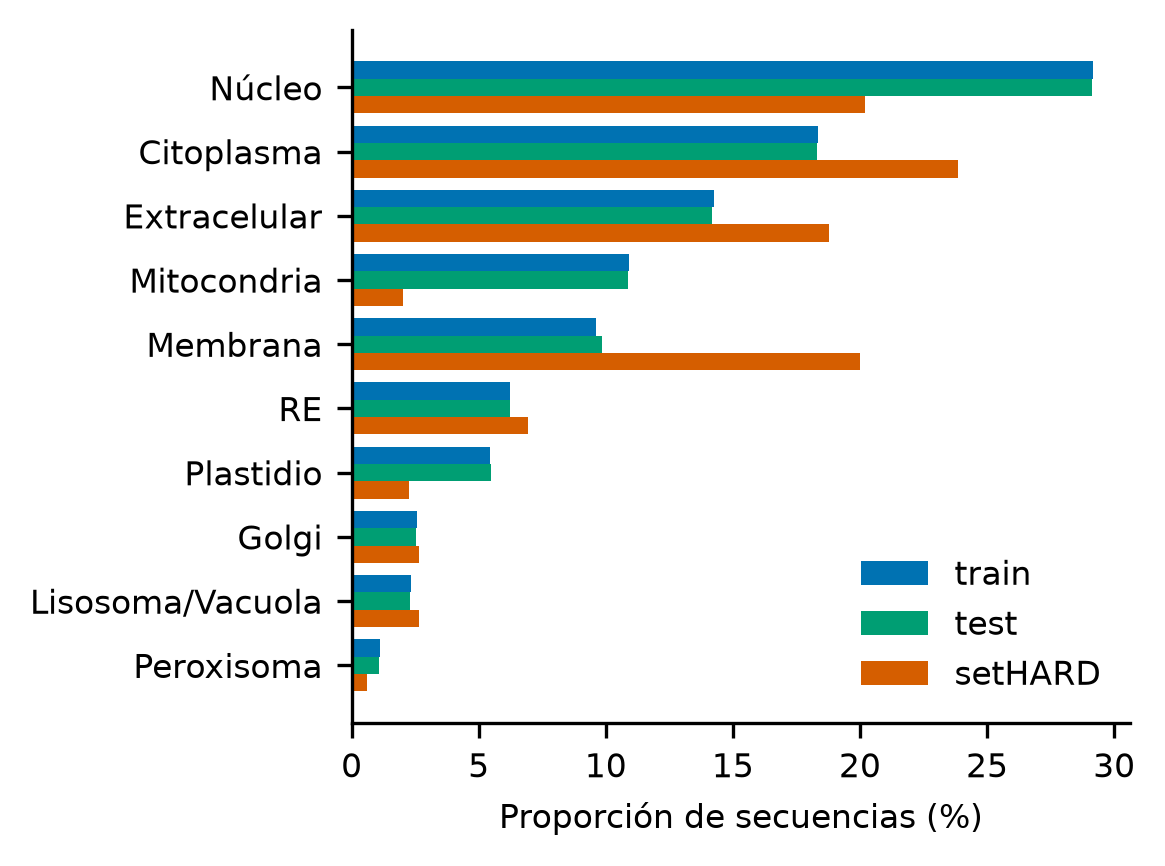 Núcleo
Citoplasma
Extracelular
Mitocondria
Membrana
RE
Plastidio
Golgi
Lisosoma/Vacuola
Peroxisoma
train
test
setHARD
0 5 10 15 20 25 30
Proporción de secuencias (%)